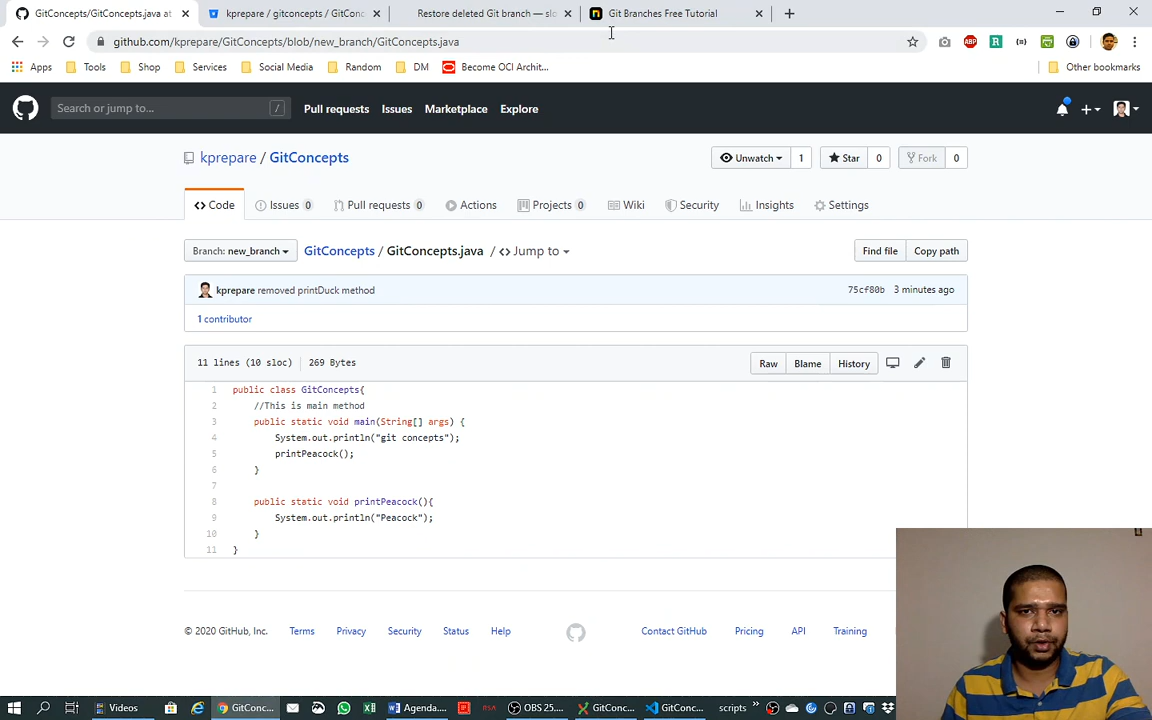 GitConcepts/GitConcepts.java at
kprepare / gitconcepts / GitConc
Restore deleted Git branch — slo
Git Branches Free Tutorial
github.com/kprepare/GitConcepts/blob/new_branch/GitConcepts.java
ABP
R
Apps
Tools
Shop
Services
Social Media
Random
DM
Become OCI Archit...
Other bookmarks
Search or jump to...
/
Pull requests
Issues
Marketplace
Explore
kprepare / GitConcepts
Unwatch
1
Star
0
Fork
0
Code
Issues 0
Pull requests 0
Actions
Projects 0
Wiki
Security
Insights
Settings
Branch: new_branch
GitConcepts / GitConcepts.java / <> Jump to
Find file
Copy path
kprepare removed printDuck method
75cf80b 3 minutes ago
1 contributor
11 lines (10 sloc)
269 Bytes
Raw
Blame
History
1 public class GitConcepts{
2 //This is main method
3 public static void main(String[] args) {
4 System.out.println("git concepts");
5 printPeacock();
6 }
7
8 public static void printPeacock(){
9 System.out.println("Peacock");
10 }
11 }
© 2020 GitHub, Inc.
Terms
Privacy
Security
Status
Help
Contact GitHub
Pricing
API
Training
Videos
GitConc...
Agenda....
OBS 25....
GitConc...
GitConc...
scripts